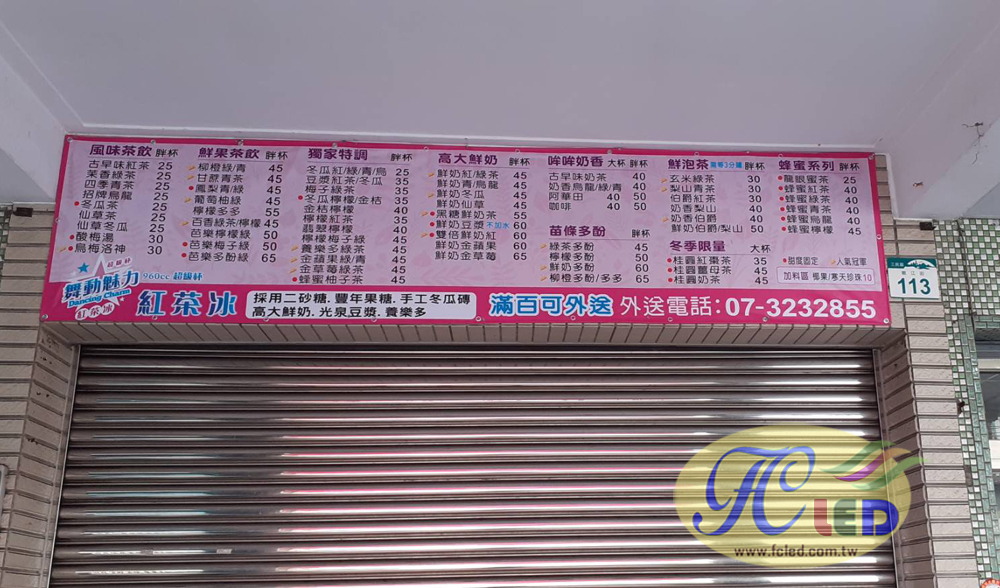 風味茶飲 胖杯
古早味紅茶 25
茉香綠茶 25
四季青茶 25
招牌烏龍 25
冬瓜茶 25
仙草茶 25
仙草冬瓜 25
酸梅湯 30
烏梅洛神 30
鮮果茶飲 胖杯
柳橙綠/青 45
甘蔗青茶 45
鳳梨青/綠 45
葡萄柚綠 45
檸檬多多 55
百香綠茶/檸檬 45
芭樂檸檬綠 50
芭樂梅子綠 50
芭樂多酚綠 65
獨家特調 胖杯
冬瓜紅/綠/青/烏 25
豆漿紅茶/冬瓜 35
梅子綠茶 35
冬瓜檸檬/金桔 35
金桔檸檬 40
檸檬紅茶 35
翡翠檸檬 40
檸檬梅子綠 45
養樂多綠茶 45
金蘋果綠/青 45
金草莓綠茶 45
蜂蜜柚子茶 45
高大鮮奶 胖杯
鮮奶紅/綠茶 45
鮮奶青/烏龍 45
鮮奶冬瓜 45
鮮奶仙草 45
黑糖鮮奶茶 55
鮮奶豆漿 不加水 60
雙倍鮮奶紅 60
鮮奶金蘋果 60
鮮奶金草莓 65
哞哞奶香 大杯 胖杯
古早味奶茶 40
奶香烏龍/綠/青 40
阿華田 40 50
咖啡 40 50
苗條多酚 胖杯
綠茶多酚 45
檸檬多酚 50
鮮奶多酚 60
柳橙多酚/多多 65
鮮泡茶 需等3分鐘 胖杯
玄米綠茶 30
梨山青茶 30
伯爵紅茶 30
奶香梨山 40
奶香伯爵 40
鮮奶伯爵/梨山 50
冬季限量 大杯
桂圓紅棗茶 35
桂圓薑母茶 45
桂圓奶茶 45
蜂蜜系列 胖杯
龍眼蜜茶 25
蜂蜜紅茶 40
蜂蜜綠茶 40
蜂蜜青茶 40
蜂蜜烏龍 40
蜂蜜檸檬 45
甜度固定 人氣冠軍
加料區 椰果/寒天珍珠10
超胖杯
舞動魅力
Dancing Charm
紅茶冰
960cc 超級杯
紅茶冰
採用二砂糖.豐年果糖.手工冬瓜磚
高大鮮奶.光泉豆漿.養樂多
滿百可外送 外送電話:07-3232855
113
FC LED
www.fcled.com.tw